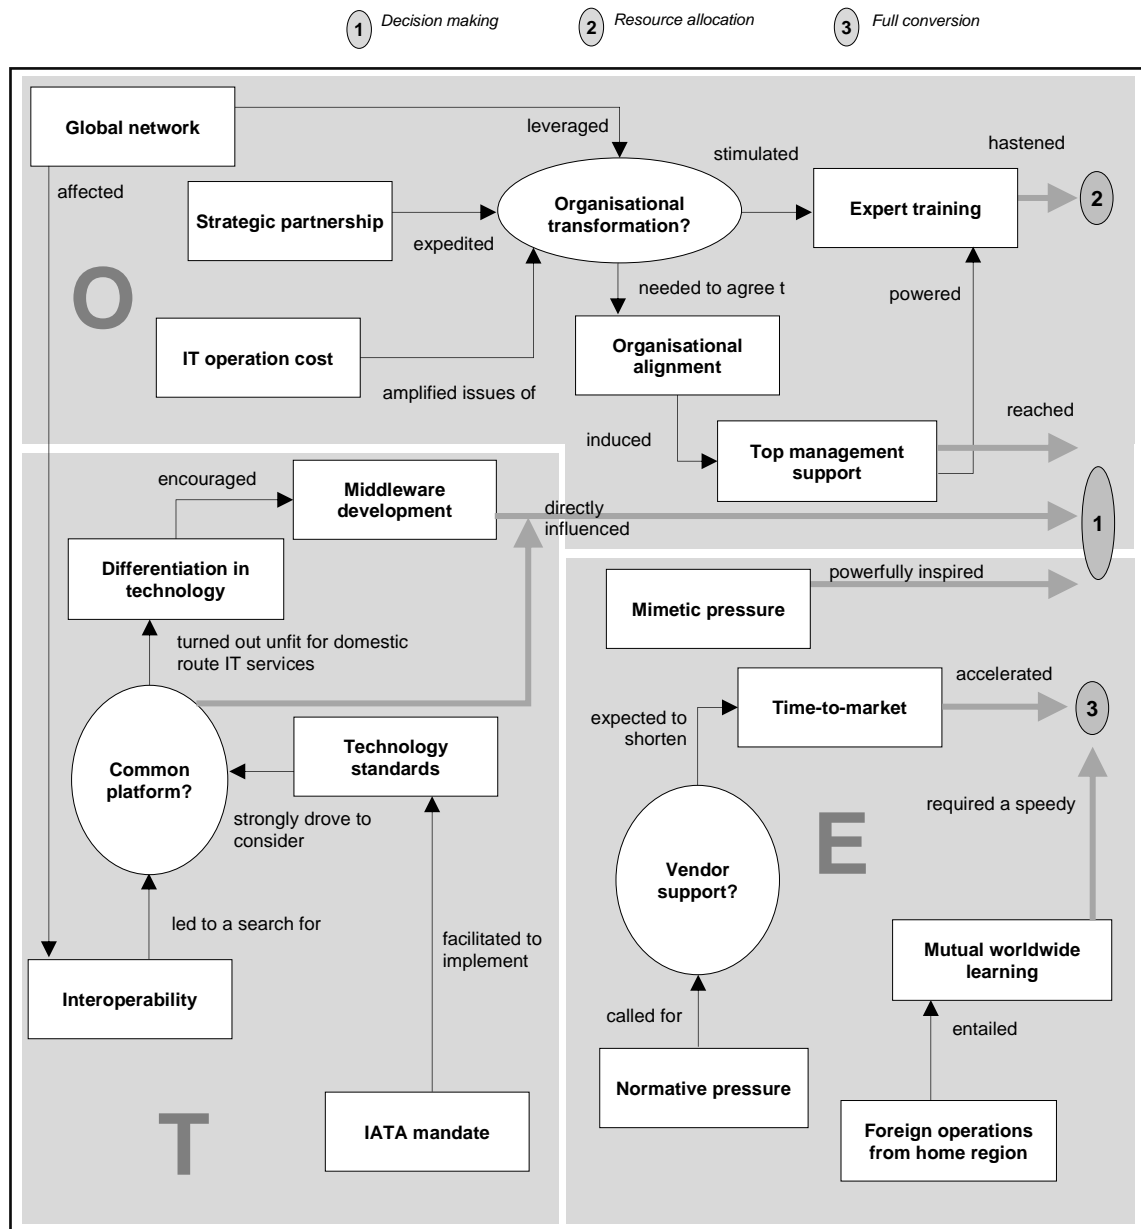 1 Decision making
2 Resource allocation
3 Full conversion
Global network
leveraged
stimulated
hastened
affected
Strategic partnership
expedited
Organisational
transformation?
Expert training
2
O
needed to agree t
powered
IT operation cost
amplified issues of
Organisational
alignment
reached
induced
Top management
support
encouraged
Middleware
development
directly
influenced
1
Differentiation in
technology
powerfully inspired
Mimetic pressure
turned out unfit for domestic
route IT services
accelerated
expected to
shorten
Time-to-market
3
Technology
standards
Common
platform?
strongly drove to
consider
required a speedy
E
Vendor
support?
led to a search for
facilitated to
implement
Mutual worldwide
learning
Interoperability
called for
entailed
Normative pressure
T
IATA mandate
Foreign operations
from home region